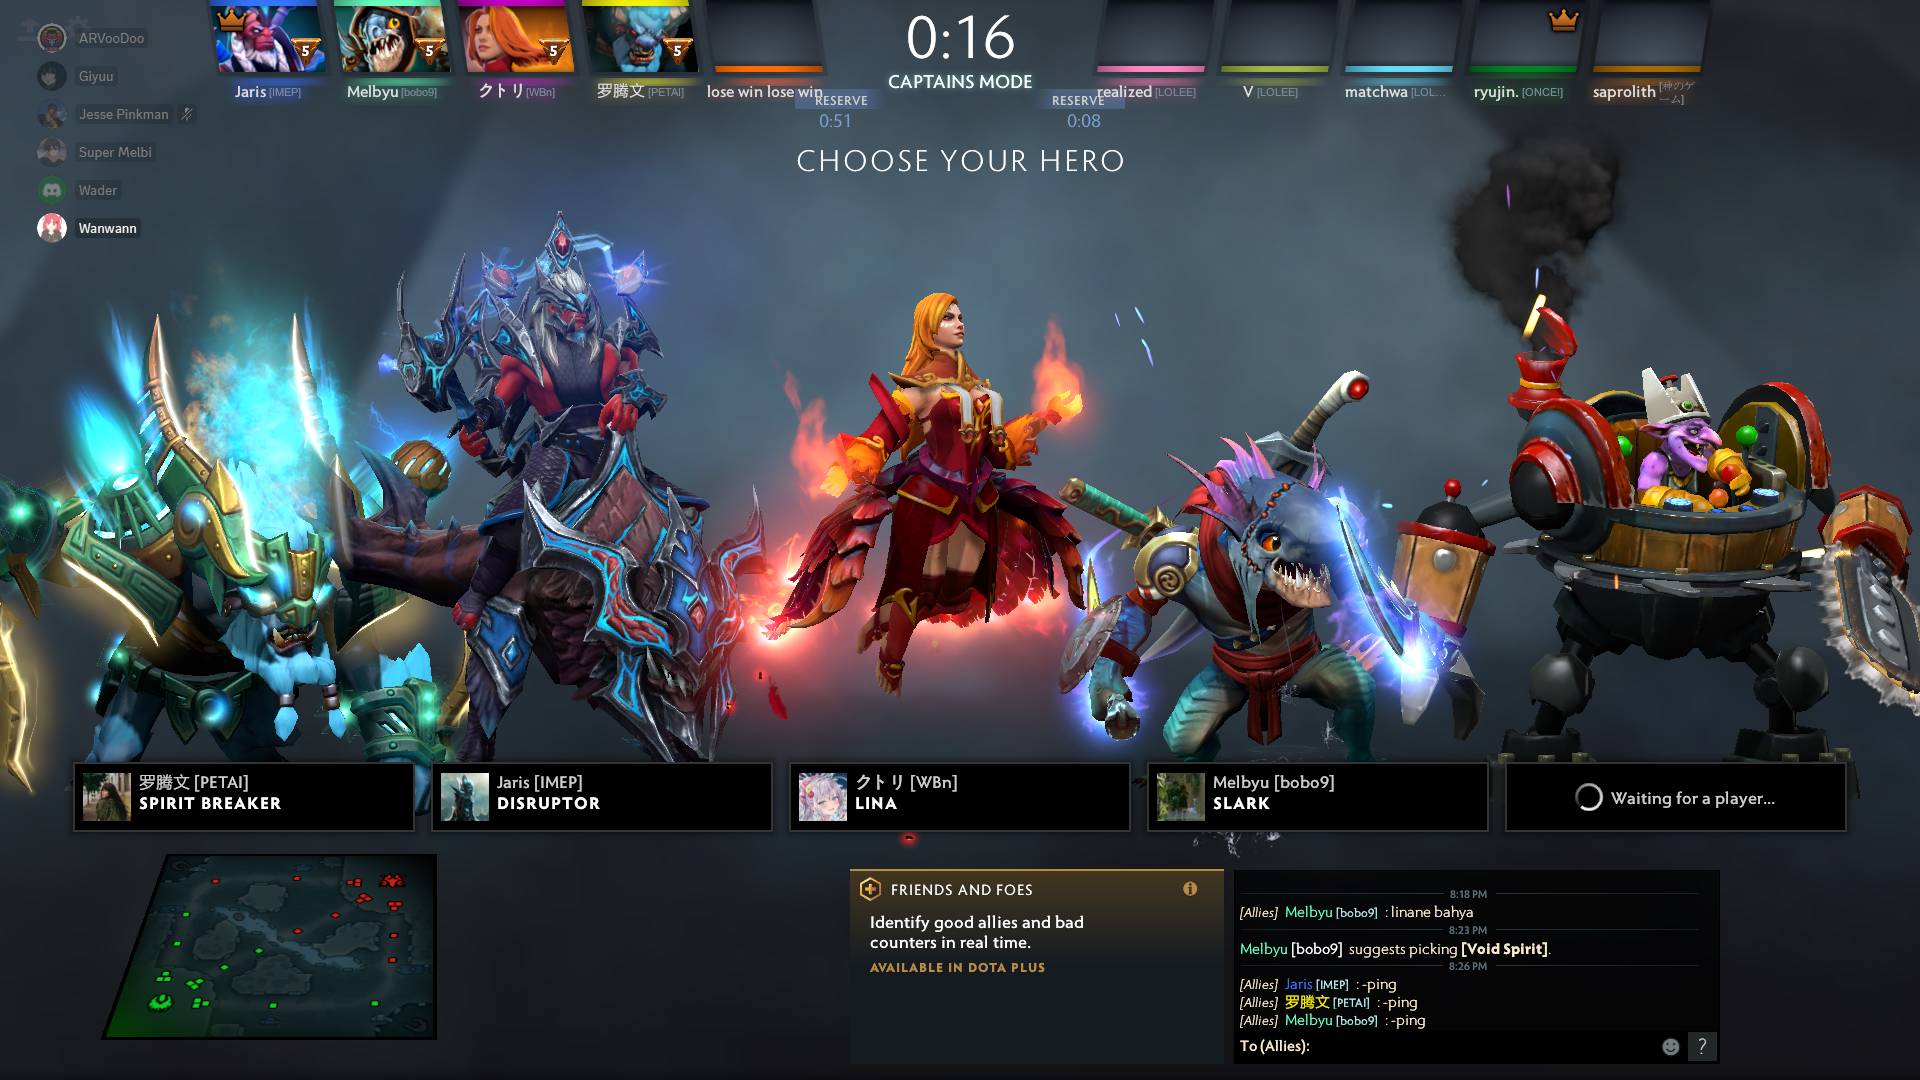 ARVooDoo
Giyuu
Jesse Pinkman
Super Melbi
Wader
Wanwann
5
5
5
5
Jaris [IMEP]
Melbyu [bobo9]
クトリ [WBn]
罗腾文 [PETAI]
lose win lose win
0:16
CAPTAINS MODE
RESERVE
0:51
RESERVE
0:08
realized [LOLEE]
V [LOLEE]
matchwa [LOL...
ryujin. [ONCE!]
saprolith [神のゲーム]
CHOOSE YOUR HERO
罗腾文 [PETAI]
SPIRIT BREAKER
Jaris [IMEP]
DISRUPTOR
クトリ [WBn]
LINA
Melbyu [bobo9]
SLARK
Waiting for a player...
FRIENDS AND FOES
Identify good allies and bad
counters in real time.
AVAILABLE IN DOTA PLUS
8:18 PM
[Allies] Melbyu [bobo9] : linane bahya
8:23 PM
Melbyu [bobo9] suggests picking [Void Spirit].
8:26 PM
[Allies] Jaris [IMEP] : -ping
[Allies] 罗腾文 [PETAI] : -ping
[Allies] Melbyu [bobo9] : -ping
To (Allies):
?